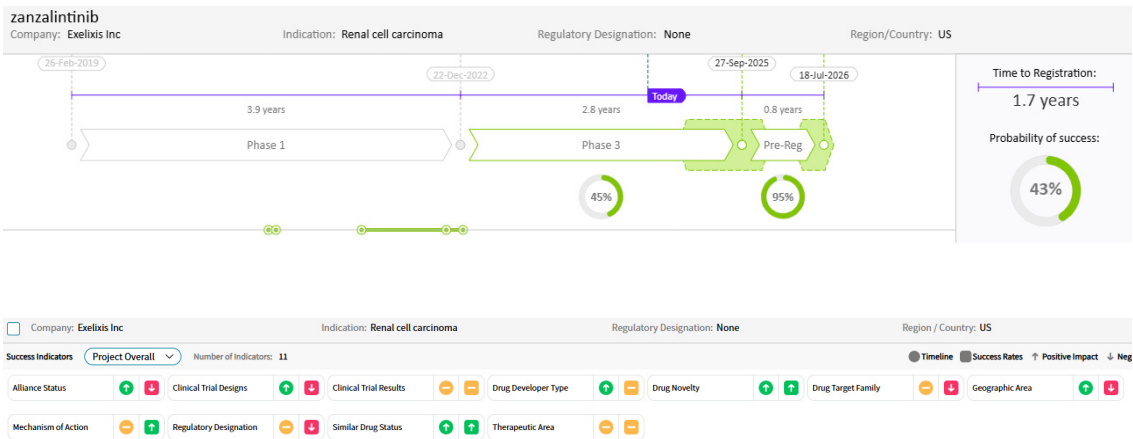 zanzalintinib
Company: Exelixis Inc Indication: Renal cell carcinoma Regulatory Designation: None Region/Country: US
26-Feb-2019 22-Dec-2022 27-Sep-2025 18-Jul-2026
Today
3.9 years 2.8 years 0.8 years
Phase 1 Phase 3 Pre-Reg
45% 95%
Time to Registration:
1.7 years
Probability of success:
43%
Company: Exelixis Inc Indication: Renal cell carcinoma Regulatory Designation: None Region / Country: US
Success Indicators Project Overall Number of Indicators: 11 Timeline Success Rates ↑ Positive Impact ↓ Neg
Alliance Status Clinical Trial Designs Clinical Trial Results Drug Developer Type Drug Novelty Drug Target Family Geographic Area
Mechanism of Action Regulatory Designation Similar Drug Status Therapeutic Area